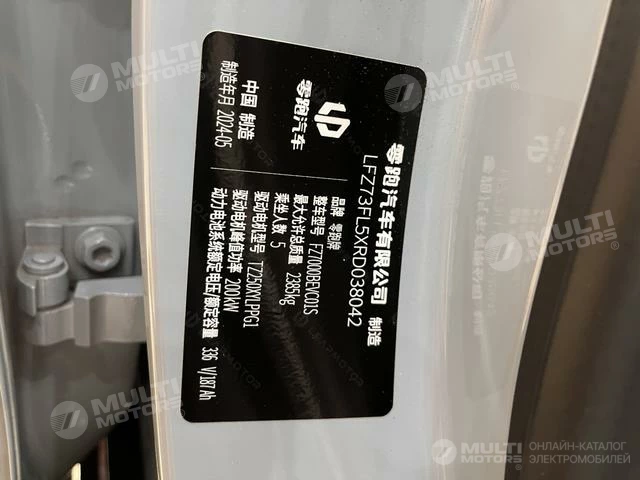 零跑汽车有限公司 制造
LFZ73FL5XRD038042
零跑汽车
中国 制造
制造年月 2024-05
品牌 零跑牌
整车型号 FZ7000BEVC01S
最大允许总质量 2385kg
乘坐人数 5
驱动电机型号 TZ250XYLPPG1
驱动电机峰值功率 200kW
动力电池系统额定电压/额定容量 336 V/187 Ah
MULTI MOTORS
MULTI MOTORS
MULTI MOTORS
MULTI MOTORS
MULTI MOTORS
ОНЛАЙН-КАТАЛОГ
ЭЛЕКТРОМОБИЛЕЙ